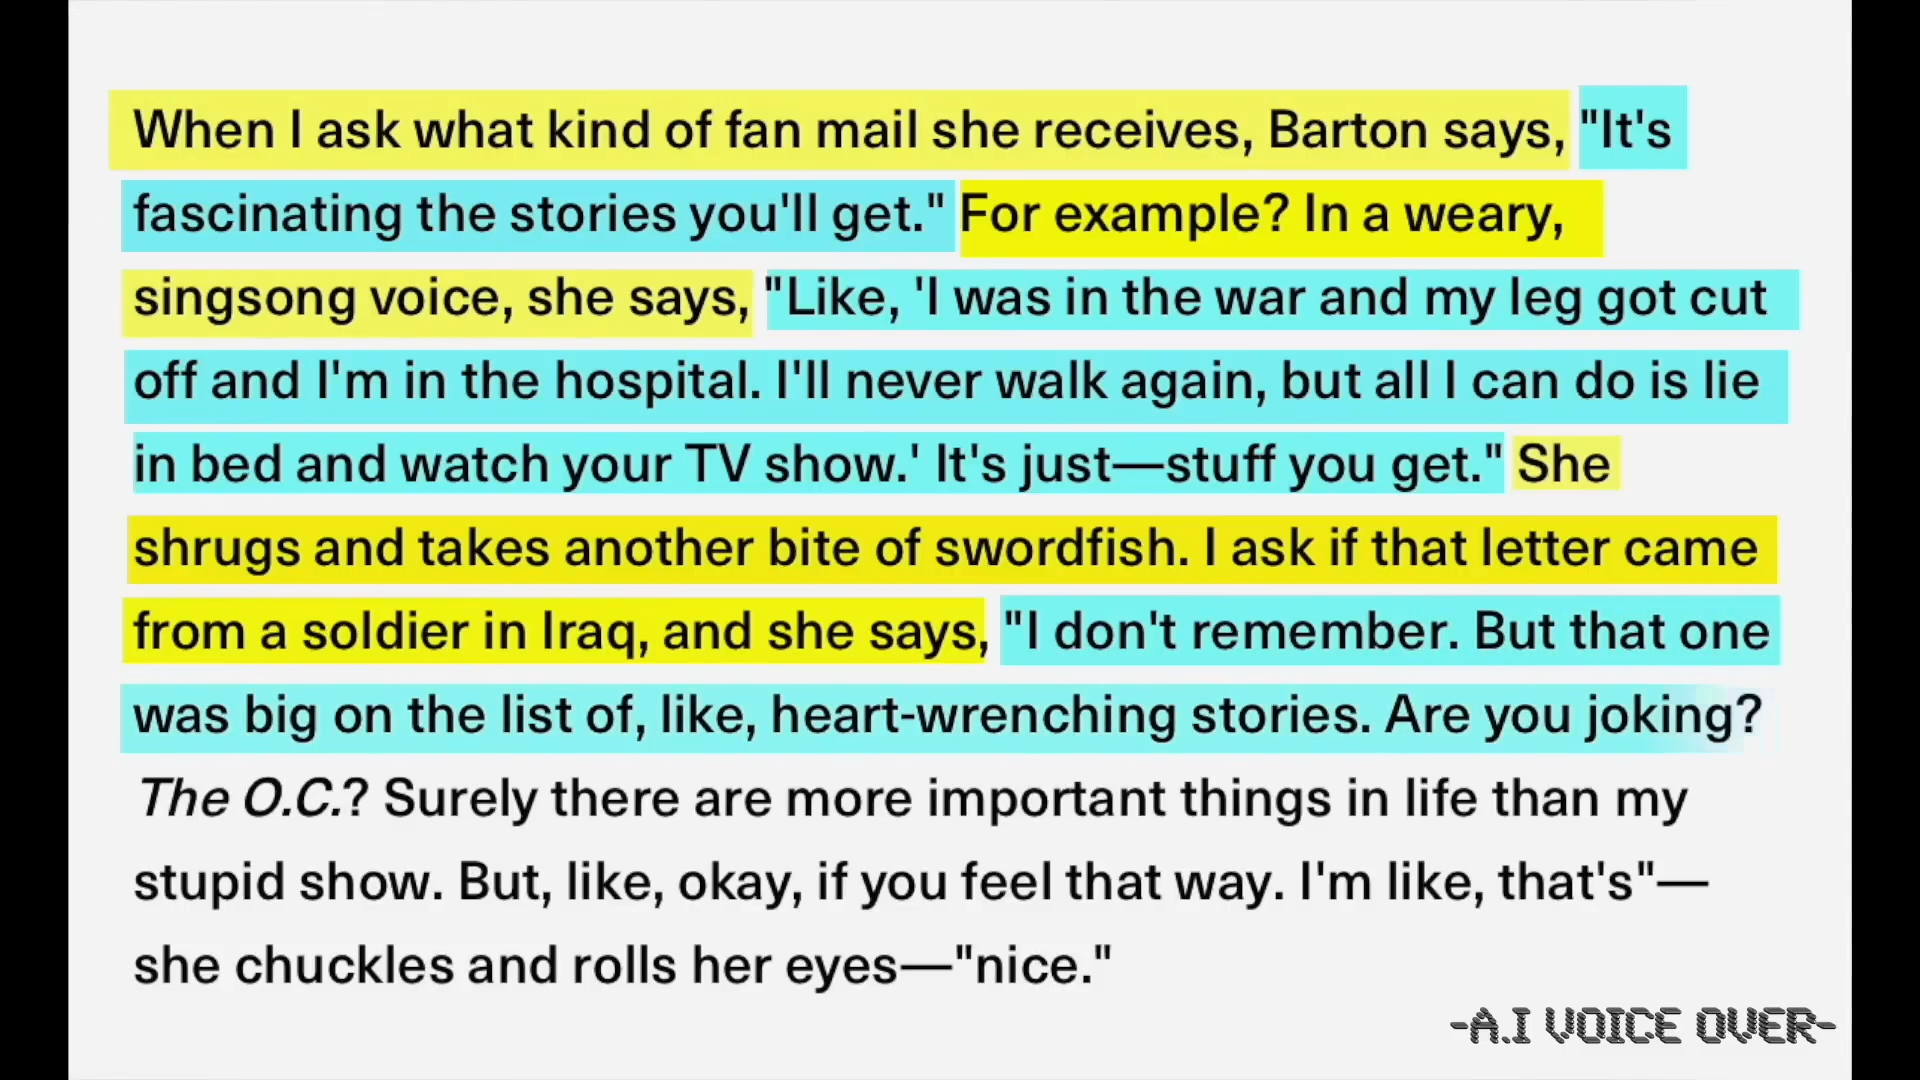 When I ask what kind of fan mail she receives, Barton says, "It's
fascinating the stories you'll get." For example? In a weary,
singsong voice, she says, "Like, 'I was in the war and my leg got cut
off and I'm in the hospital. I'll never walk again, but all I can do is lie
in bed and watch your TV show.' It's just—stuff you get." She
shrugs and takes another bite of swordfish. I ask if that letter came
from a soldier in Iraq, and she says, "I don't remember. But that one
was big on the list of, like, heart-wrenching stories. Are you joking?
The O.C.? Surely there are more important things in life than my
stupid show. But, like, okay, if you feel that way. I'm like, that's"—
she chuckles and rolls her eyes—"nice."
-A.I VOICE OVER-